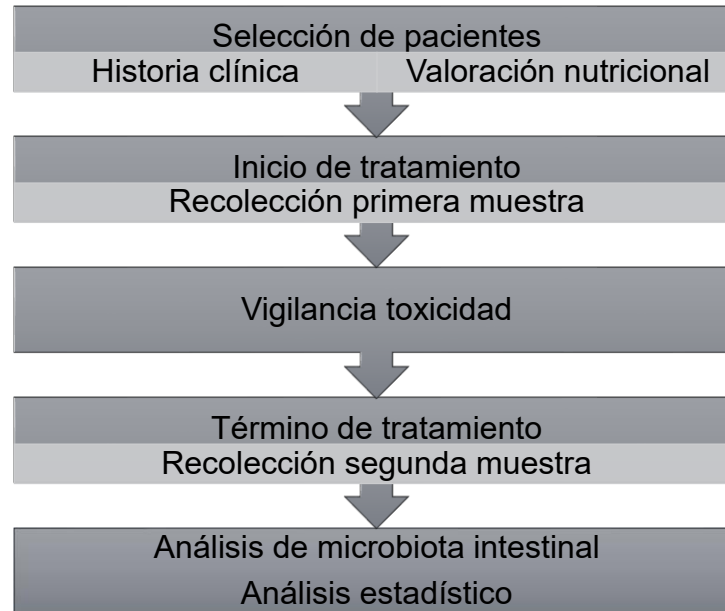 Selección de pacientes
Historia clínica
Valoración nutricional
Inicio de tratamiento
Recolección primera muestra
Vigilancia toxicidad
Término de tratamiento
Recolección segunda muestra
Análisis de microbiota intestinal
Análisis estadístico